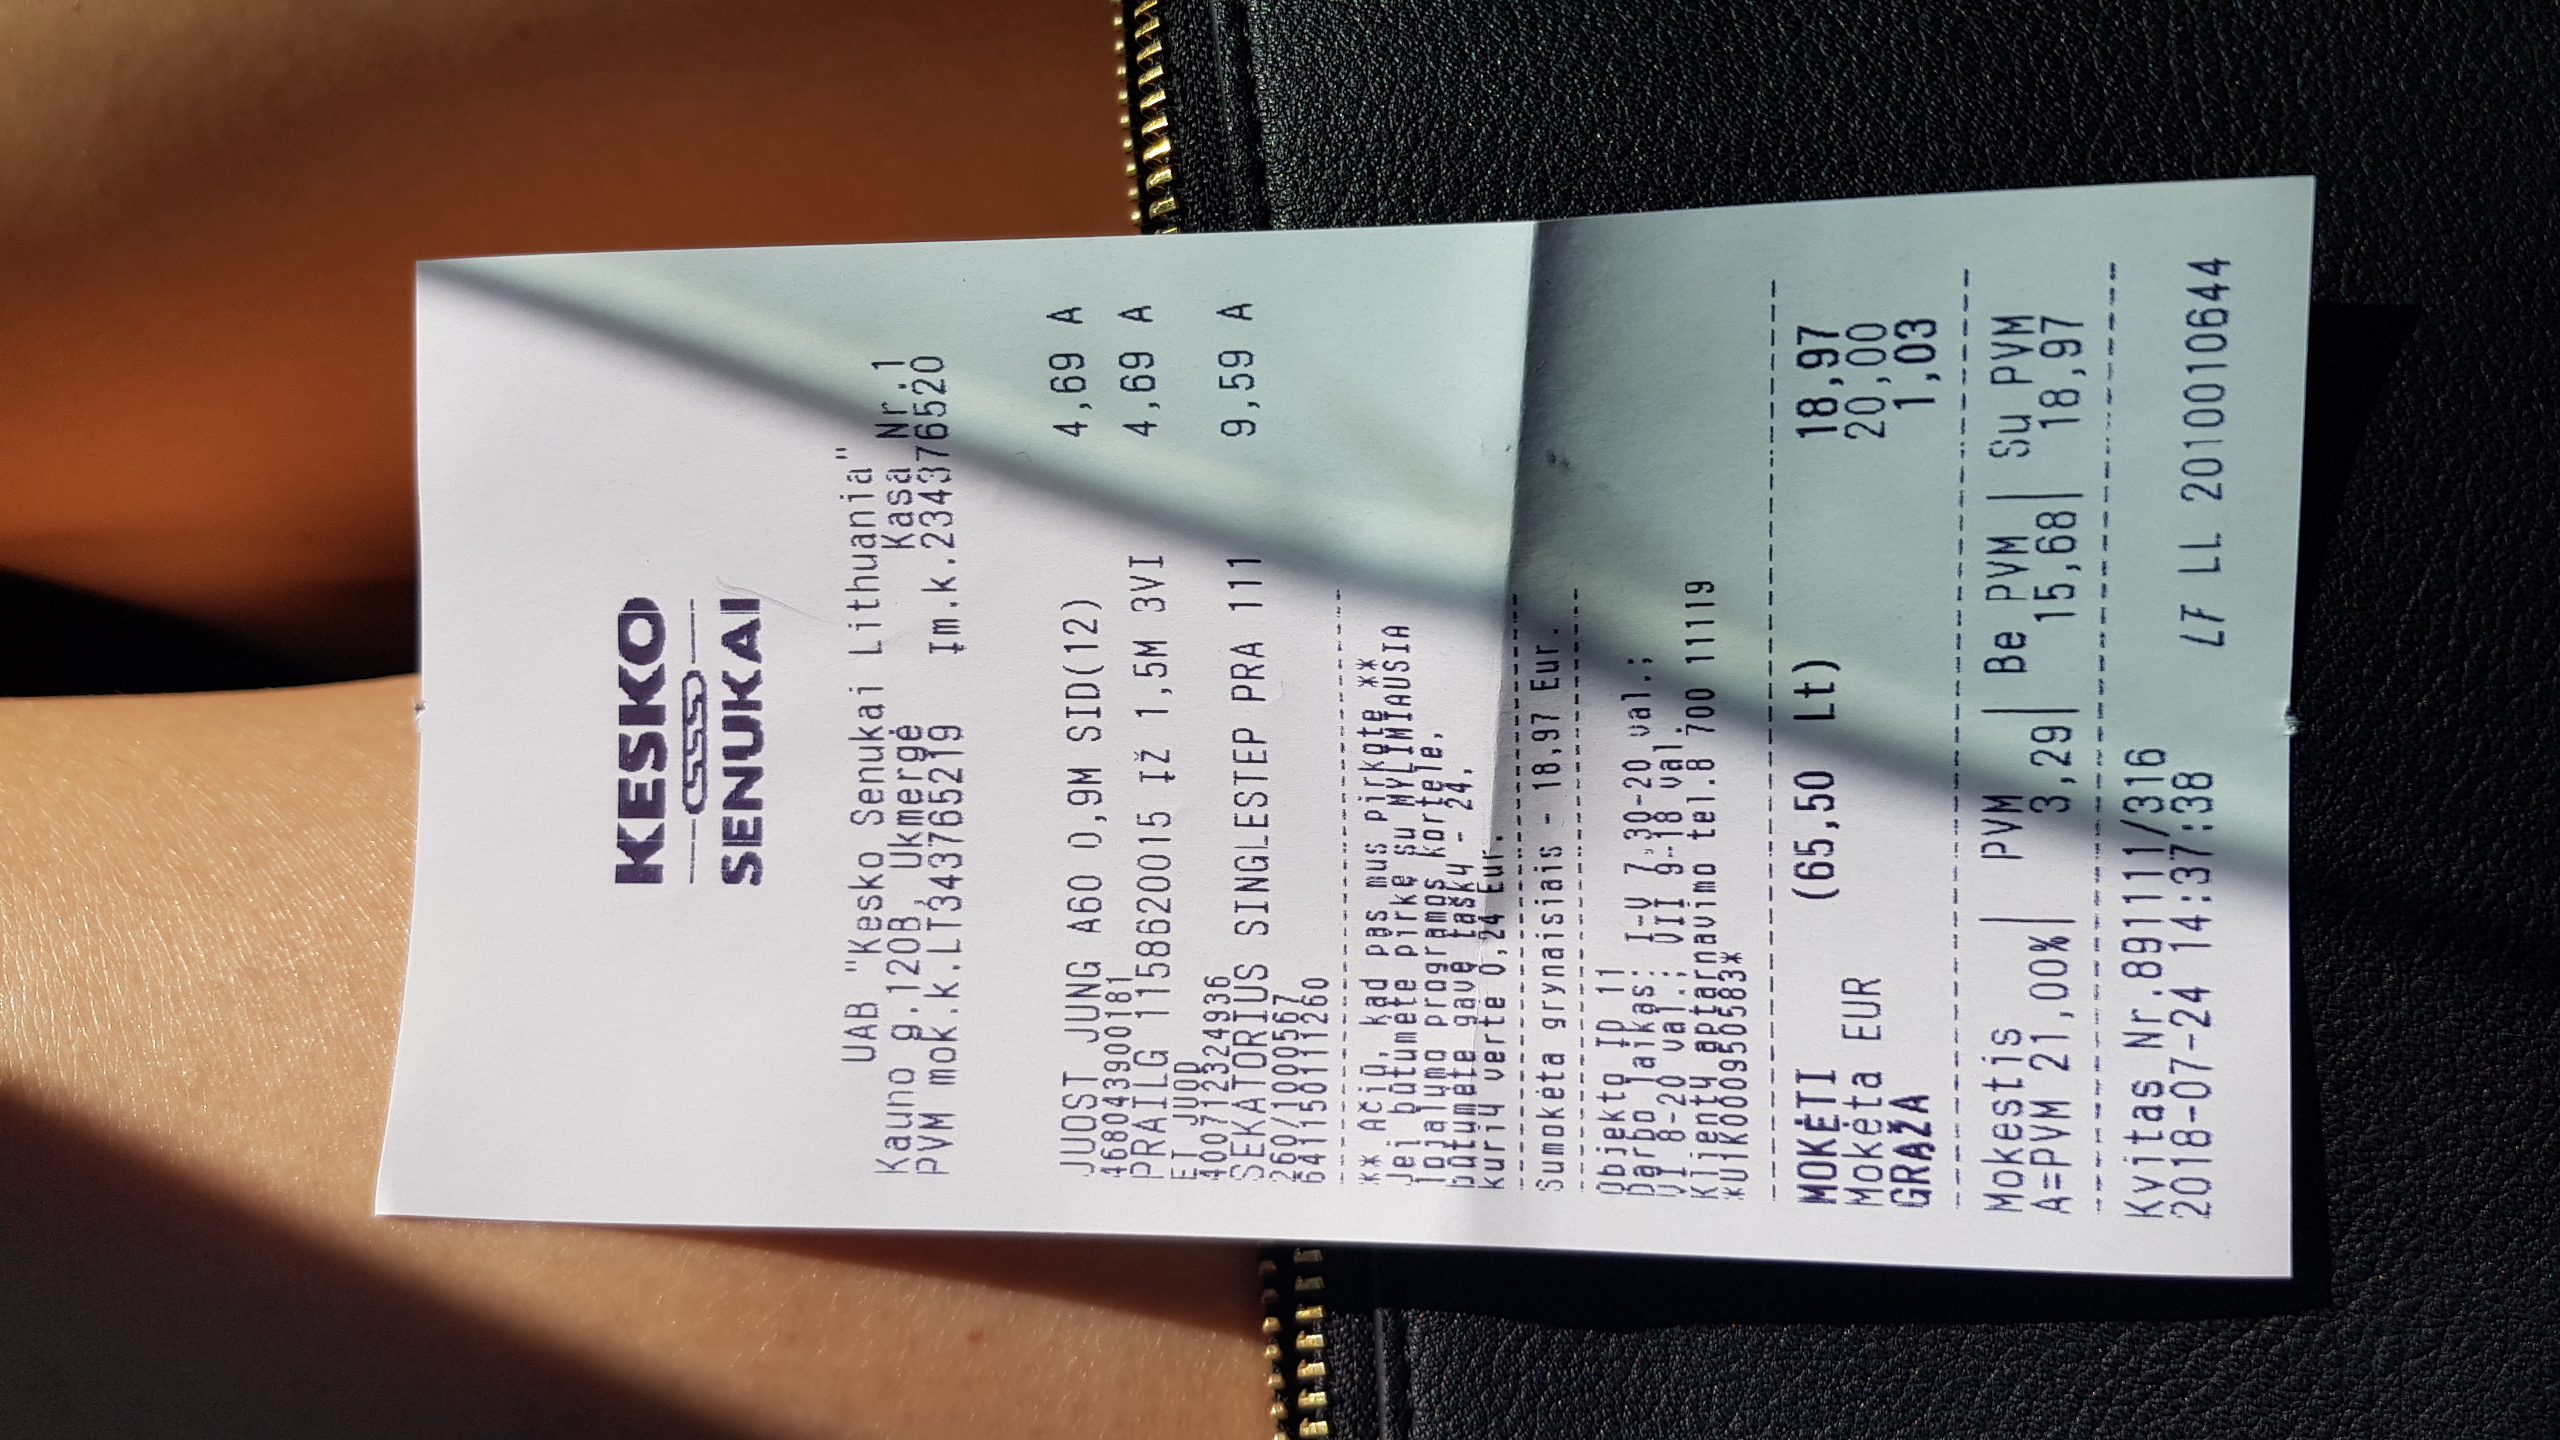 KESKO
SENUKAI
UAB "Kesko Senukai Lithuania"
Kauno g.120B, Ukmergė Kasa Nr.1
PVM mok.k.LT343765219 Įm.k.234376520
JUOST JUNG A60 0,9M SID(12) 4,69 A
468043900181
PRAILG 1158620015 ĮŽ 1,5M 3VI 4,69 A
ET JUOD
400712324936
SEKATORIUS SINGLESTEP PRA 111 9,59 A
260/1000567
641150111260
** Ačiū, kad pas mus pirkote **
Jei būtumėte pirkę su MYLIMIAUSIA
lojalumo programos kortele,
būtumėte gavę taškų - 24,
kurių vertė 0,24 Eur.
Sumokėta grynaisiais - 18,97 Eur.
Objekto ID 11
Darbo laikas: I-V 7.30-20 val.;
VI 8-20 val.; VII 9-18 val.
Klientų aptarnavimo tel.8 700 11119
*U1K000950583*
MOKĖTI (65,50 Lt) 18,97
Mokėta EUR 20,00
GRĄŽA 1,03
Mokestis | PVM | Be PVM | Su PVM
A=PVM 21,00% | 3,29 | 15,68 | 18,97
Kvitas Nr.891111/316
2018-07-24 14:37:38 LF LL 2010010644